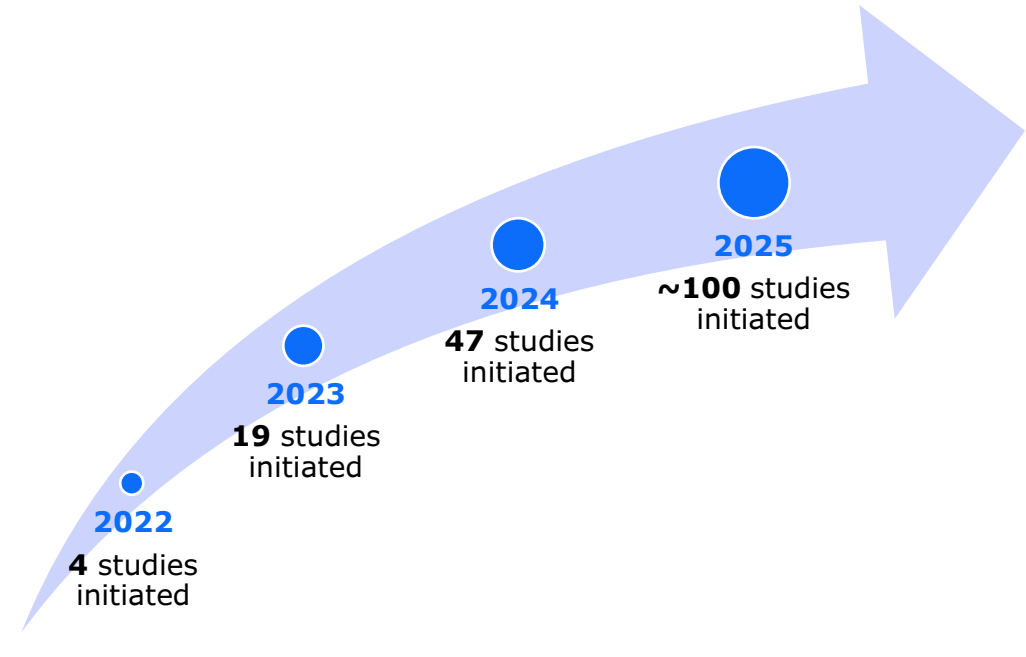 2022
4 studies
initiated
2023
19 studies
initiated
2024
47 studies
initiated
2025
~100 studies
initiated